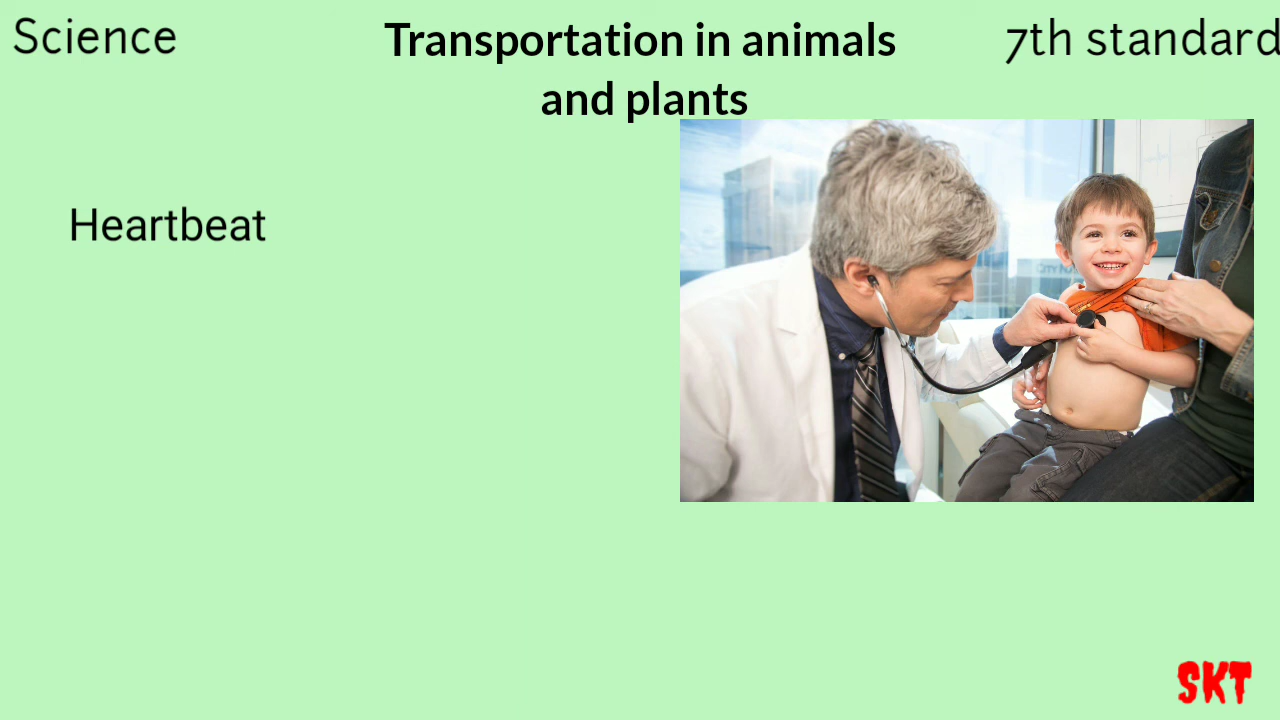 Science
Transportation in animals
and plants
7th standard
Heartbeat
SKT